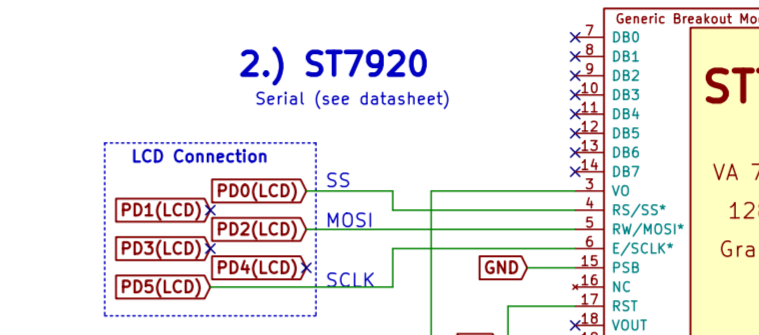 Generic Breakout Mo
2.) ST7920
Serial (see datasheet)
LCD Connection
PD0(LCD)
SS
PD1(LCD)
PD2(LCD)
MOSI
PD3(LCD)
PD4(LCD)
PD5(LCD)
SCLK
GND
7 DB0
8 DB1
9 DB2
10 DB3
11 DB4
12 DB5
13 DB6
14 DB7
3 VO
4 RS/SS*
5 RW/MOSI*
6 E/SCLK*
15 PSB
16 NC
17 RST
18 VOUT
ST
VA 7
12
Gra